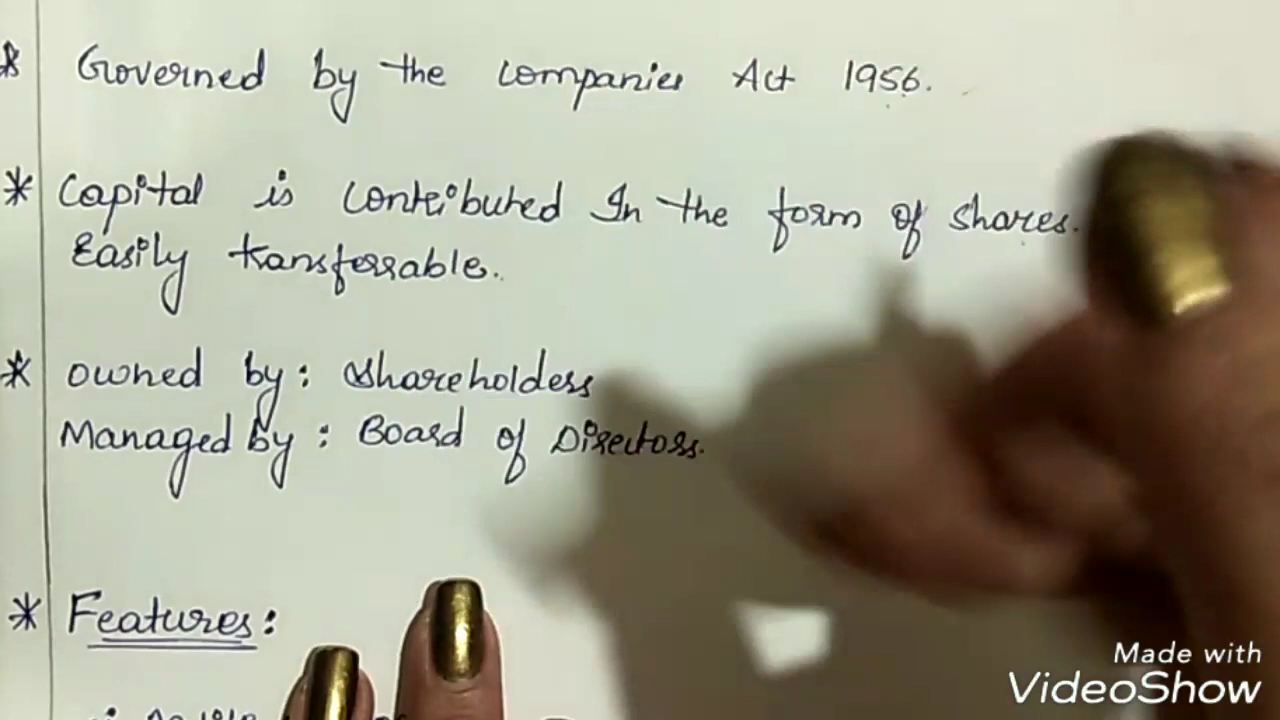 * Governed by the companies Act 1956.
* Capital is contributed In the form of shares.
Easily transferrable.
* owned by: Shareholders
Managed by: Board of Directors.
* Features:
Made with
VideoShow